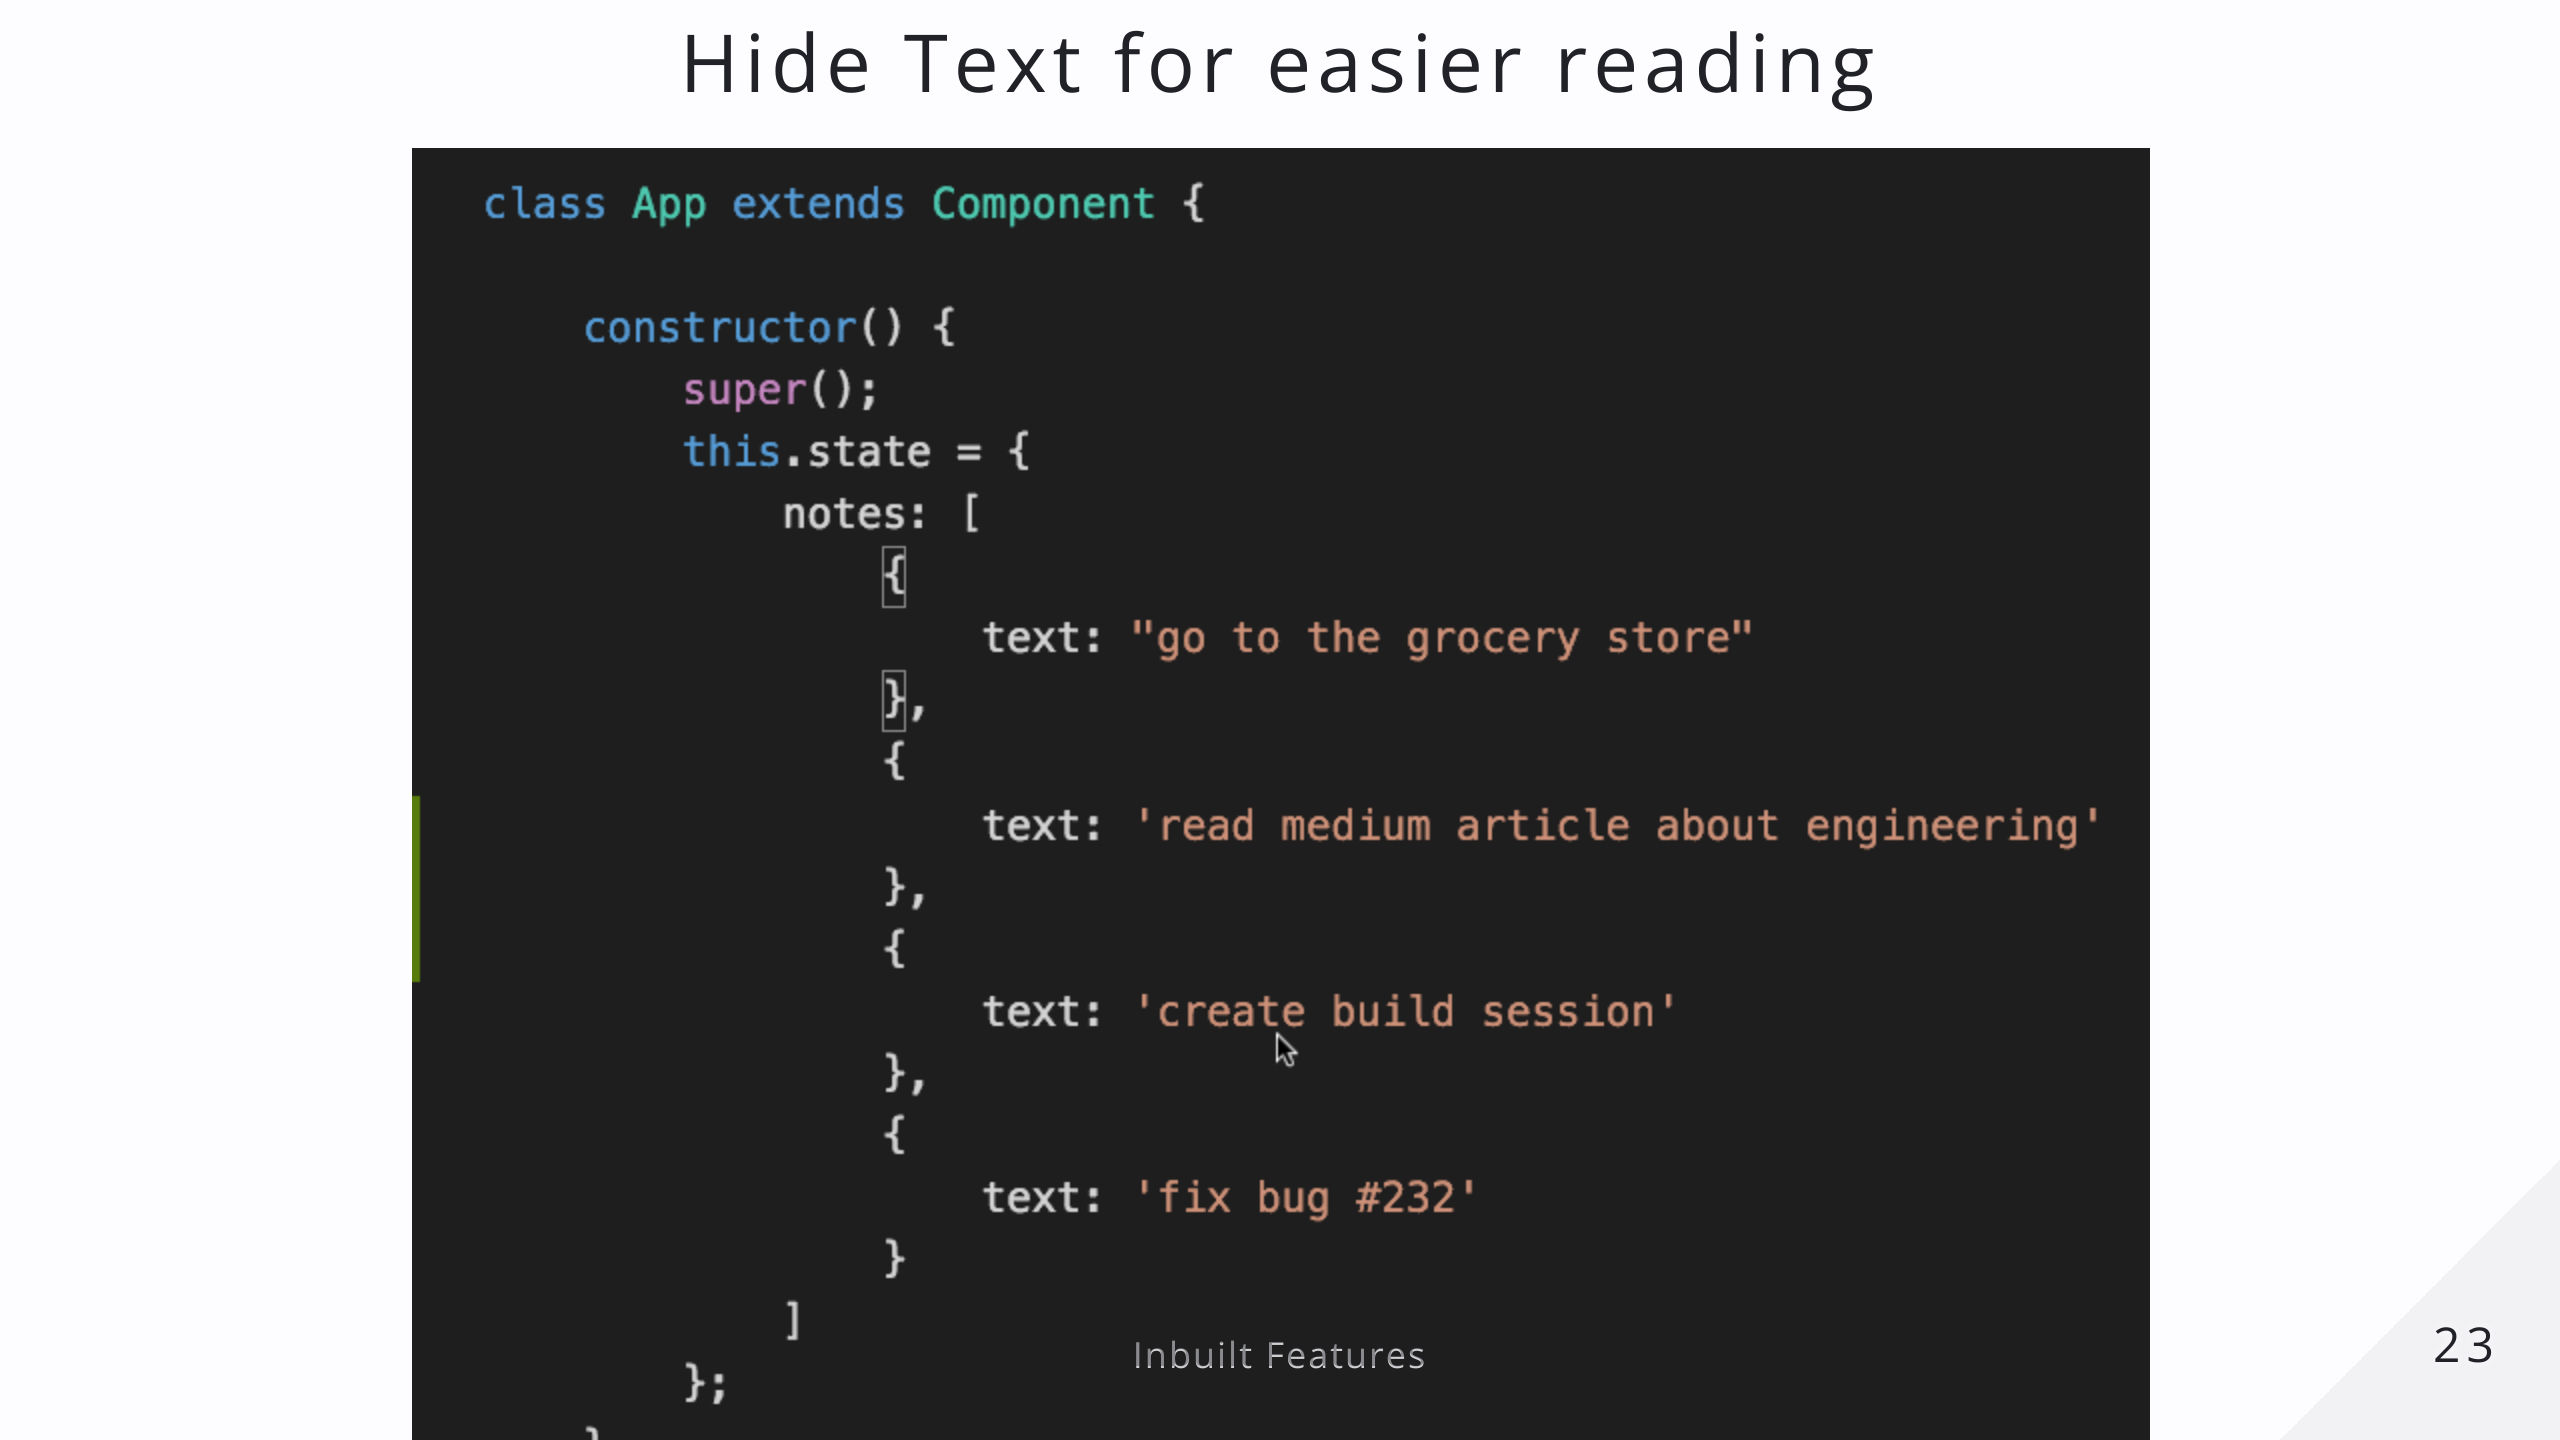 Hide Text for easier reading
class App extends Component {
constructor() {
super();
this.state = {
notes: [
{
text: "go to the grocery store"
},
{
text: 'read medium article about engineering'
},
{
text: 'create build session'
},
{
text: 'fix bug #232'
}
]
};
}
Inbuilt Features
23